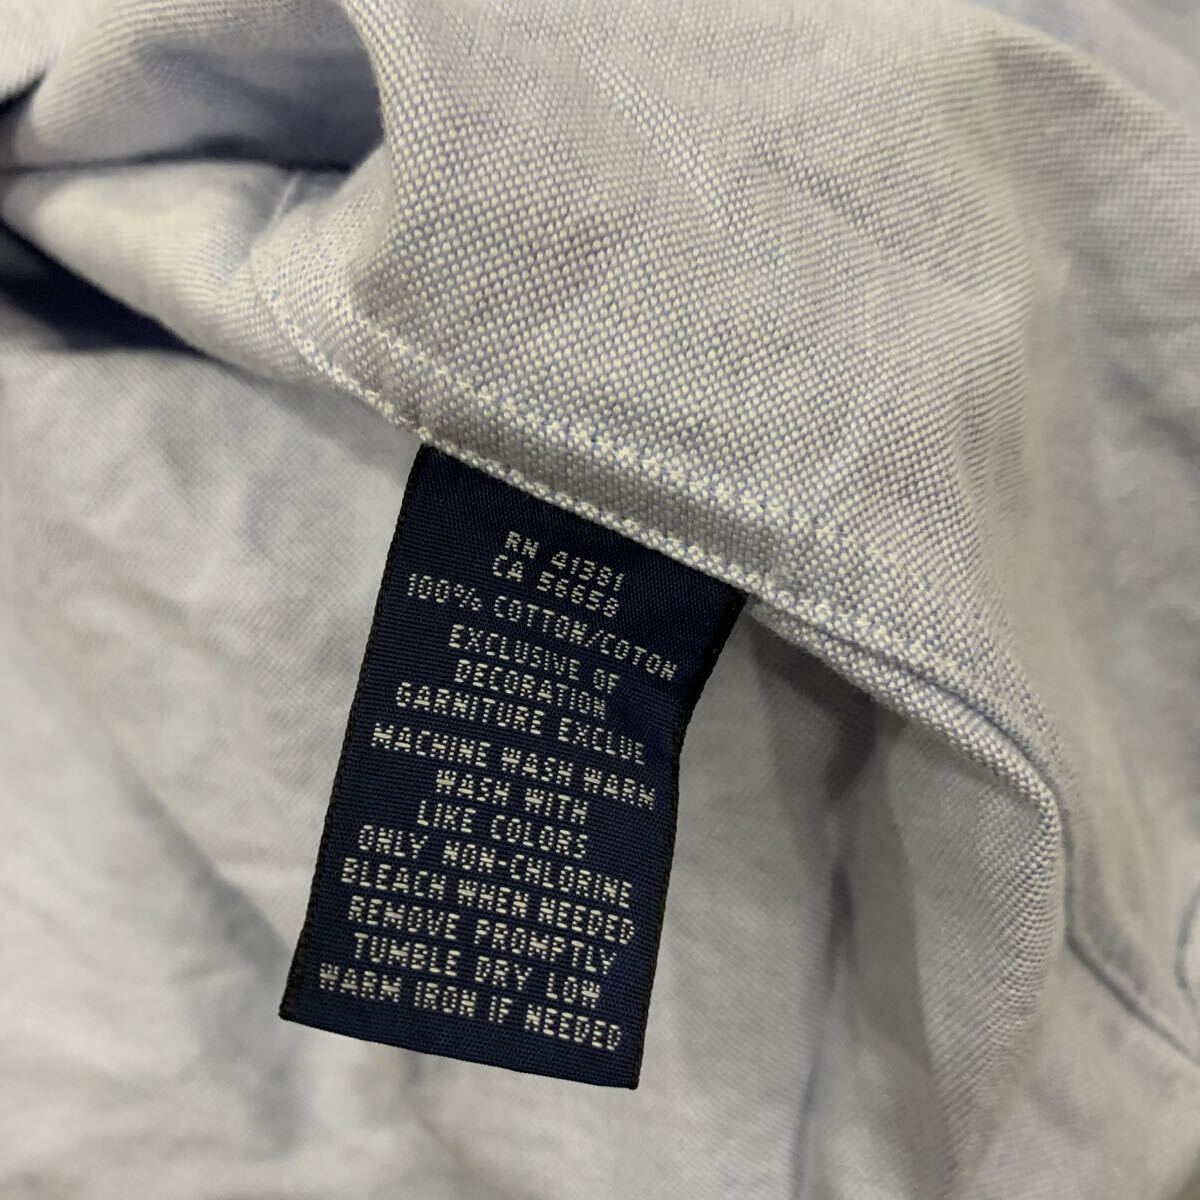 RN 41381
CA 56658
100% COTTON/COTON
EXCLUSIVE OF
DECORATION
GARNITURE EXCLUE
MACHINE WASH WARM
WASH WITH
LIKE COLORS
ONLY NON-CHLORINE
BLEACH WHEN NEEDED
REMOVE PROMPTLY
TUMBLE DRY LOW
WARM IRON IF NEEDED